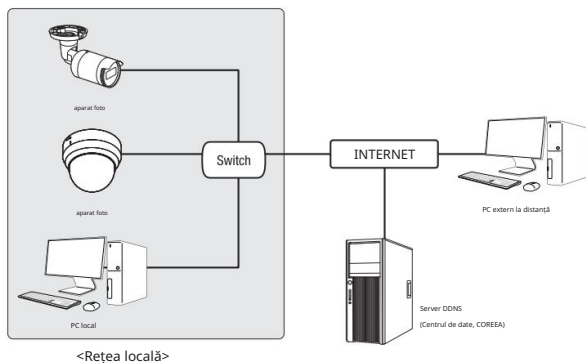 aparat foto
aparat foto
Switch
INTERNET
PC extern la distanță
PC local
Server DDNS
(Centrul de date, COREEA)
<Rețea locală>